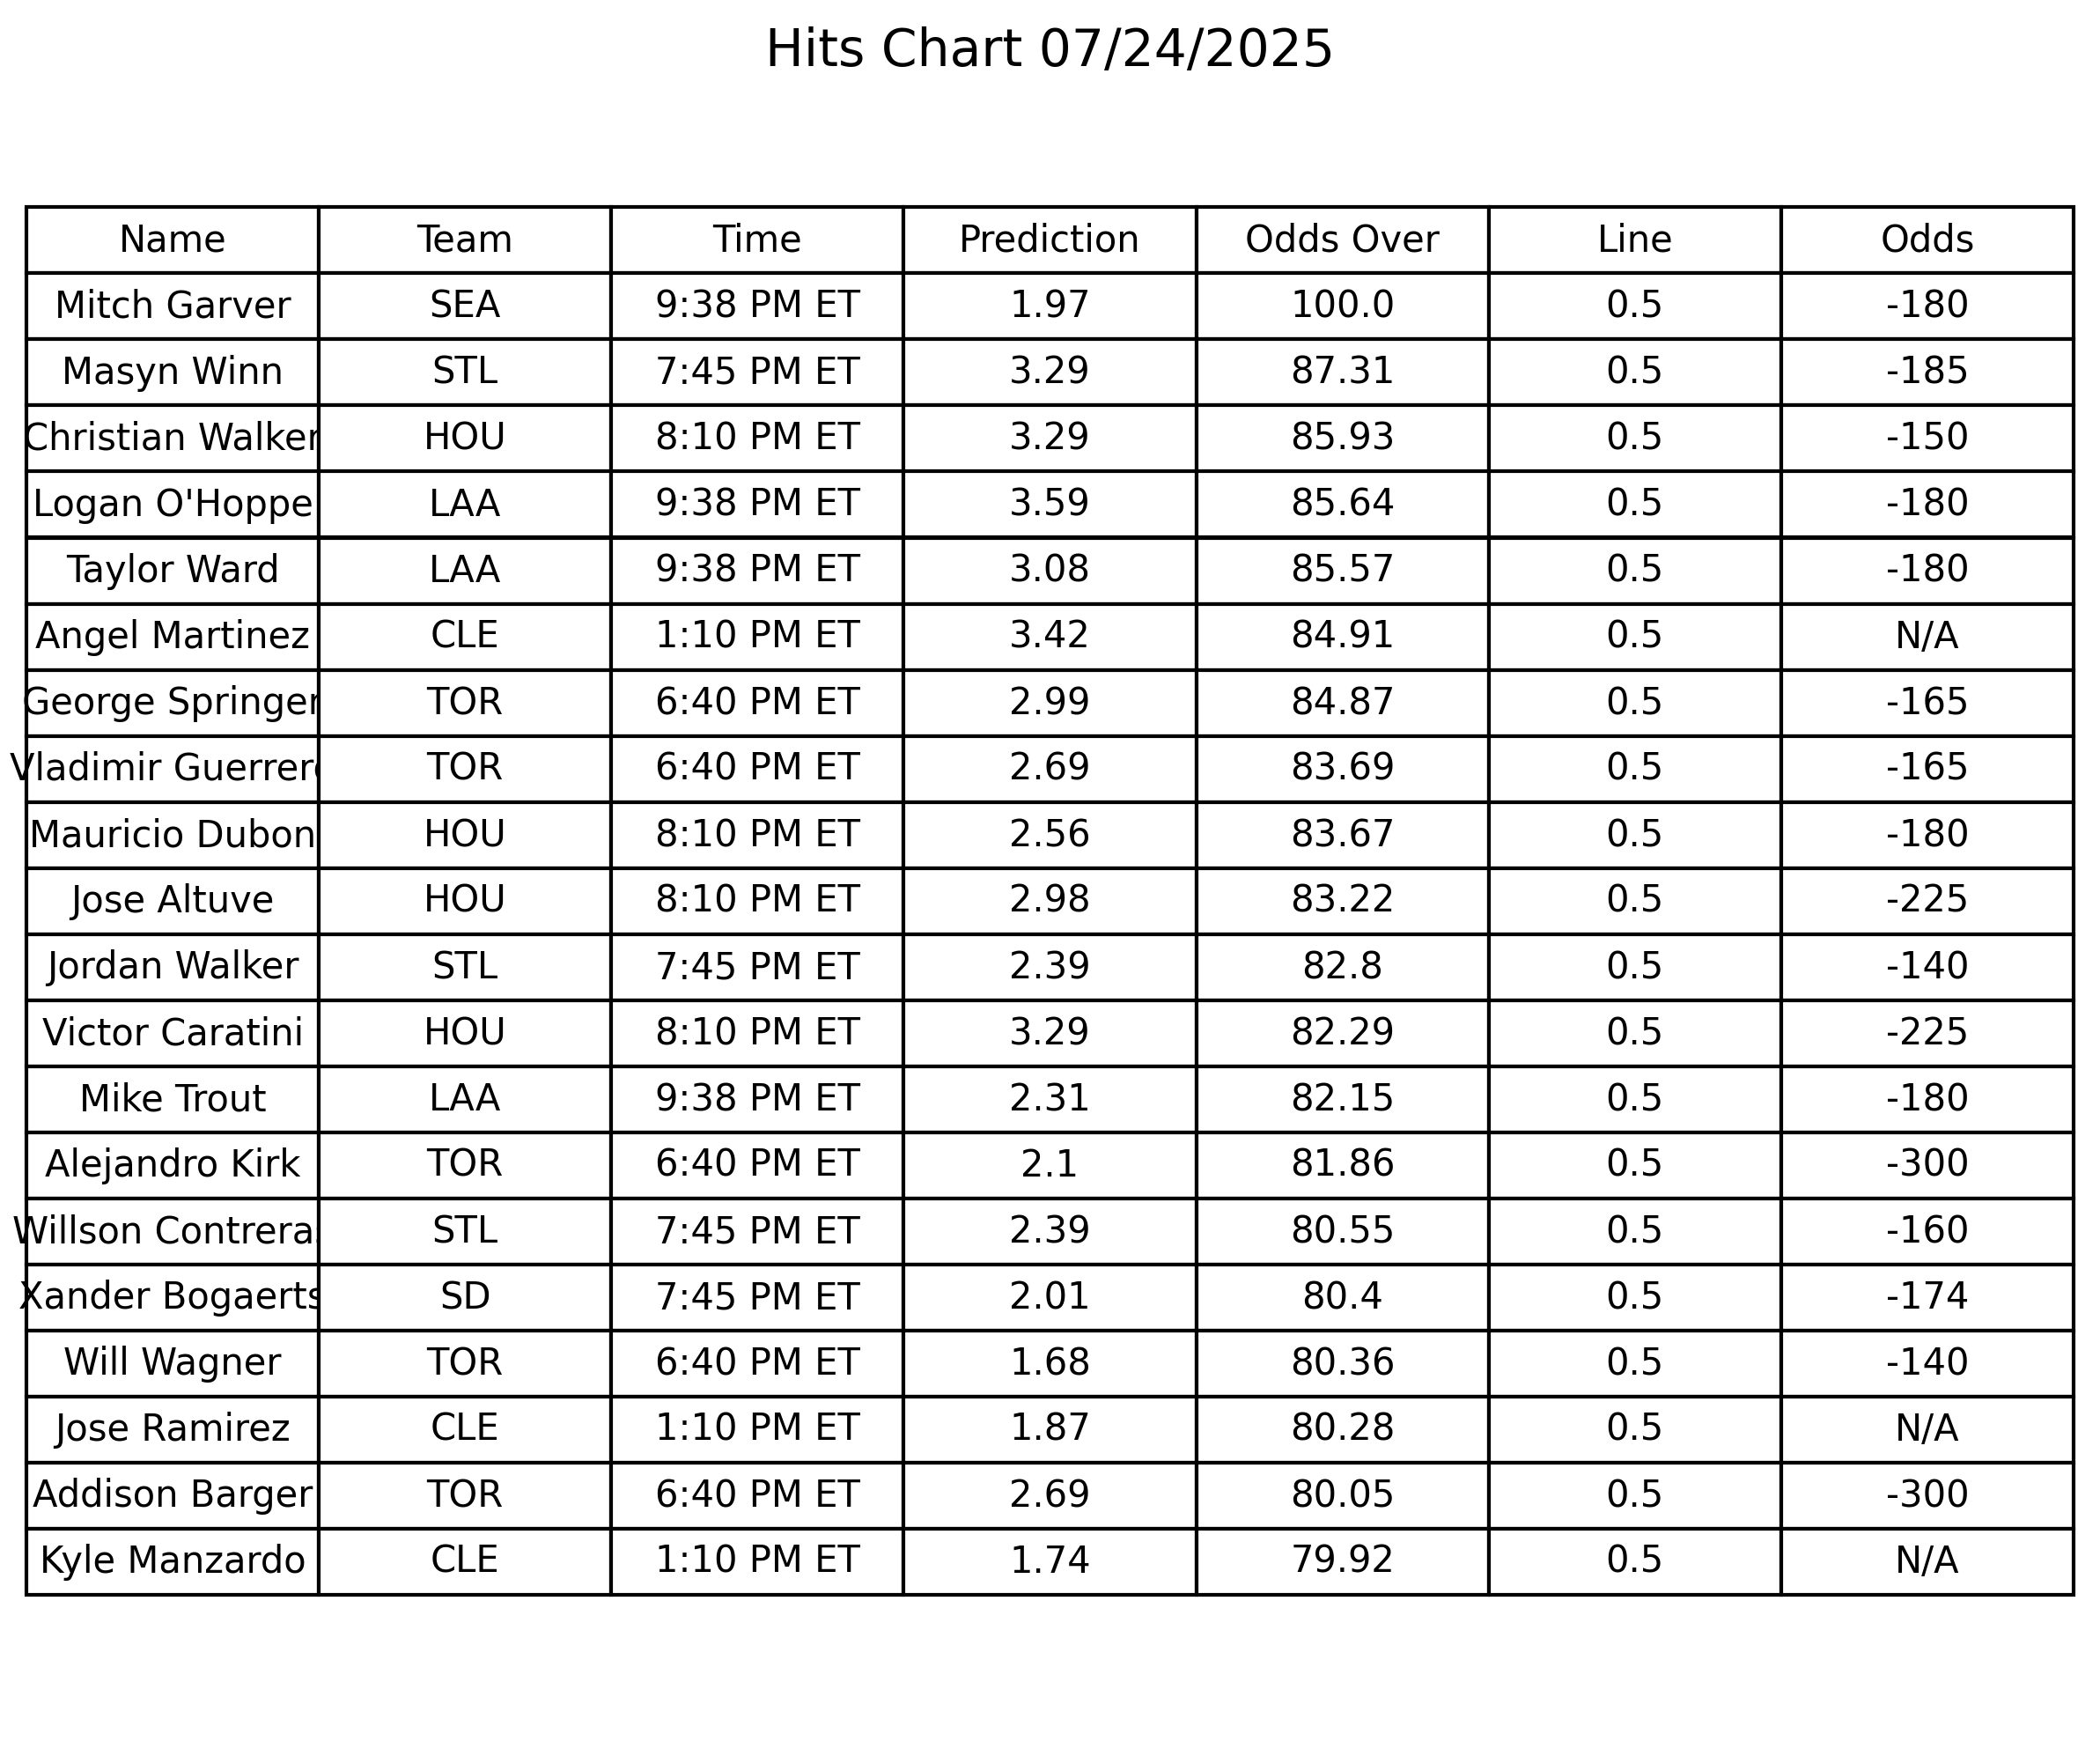 Hits Chart 07/24/2025
Name Team Time Prediction Odds Over Line Odds
Mitch Garver SEA 9:38 PM ET 1.97 100.0 0.5 -180
Masyn Winn STL 7:45 PM ET 3.29 87.31 0.5 -185
Christian Walker HOU 8:10 PM ET 3.29 85.93 0.5 -150
Logan O'Hoppe LAA 9:38 PM ET 3.59 85.64 0.5 -180
Taylor Ward LAA 9:38 PM ET 3.08 85.57 0.5 -180
Angel Martinez CLE 1:10 PM ET 3.42 84.91 0.5 N/A
George Springer TOR 6:40 PM ET 2.99 84.87 0.5 -165
Vladimir Guerrero TOR 6:40 PM ET 2.69 83.69 0.5 -165
Mauricio Dubon HOU 8:10 PM ET 2.56 83.67 0.5 -180
Jose Altuve HOU 8:10 PM ET 2.98 83.22 0.5 -225
Jordan Walker STL 7:45 PM ET 2.39 82.8 0.5 -140
Victor Caratini HOU 8:10 PM ET 3.29 82.29 0.5 -225
Mike Trout LAA 9:38 PM ET 2.31 82.15 0.5 -180
Alejandro Kirk TOR 6:40 PM ET 2.1 81.86 0.5 -300
Willson Contreras STL 7:45 PM ET 2.39 80.55 0.5 -160
Xander Bogaerts SD 7:45 PM ET 2.01 80.4 0.5 -174
Will Wagner TOR 6:40 PM ET 1.68 80.36 0.5 -140
Jose Ramirez CLE 1:10 PM ET 1.87 80.28 0.5 N/A
Addison Barger TOR 6:40 PM ET 2.69 80.05 0.5 -300
Kyle Manzardo CLE 1:10 PM ET 1.74 79.92 0.5 N/A